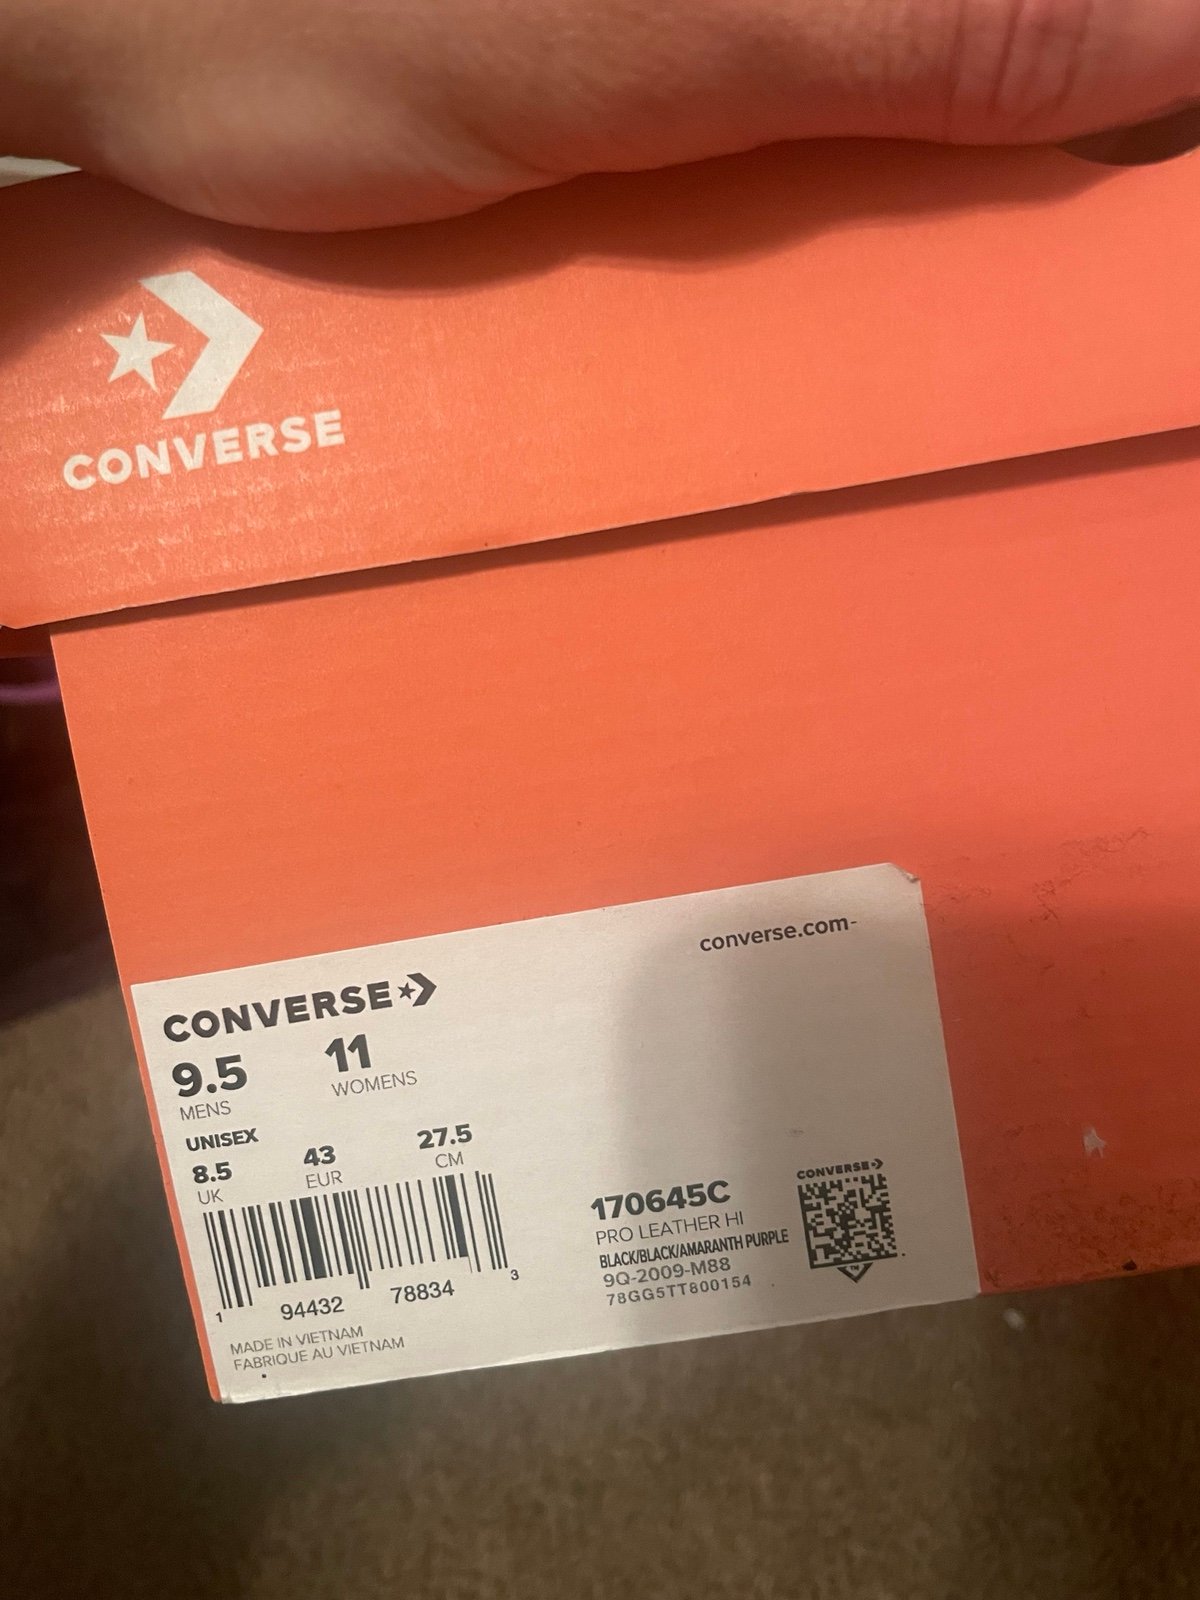 CONVERSE
converse.com-
CONVERSE
9.5 11
MENS WOMENS
UNISEX
8.5 43 27.5
UK EUR CM
1 94432 78834 3
MADE IN VIETNAM
FABRIQUE AU VIETNAM
170645C
PRO LEATHER HI
BLACK/BLACK/AMARANTH PURPLE
9Q-2009-M88
78GG5TT800154
CONVERSE
TM